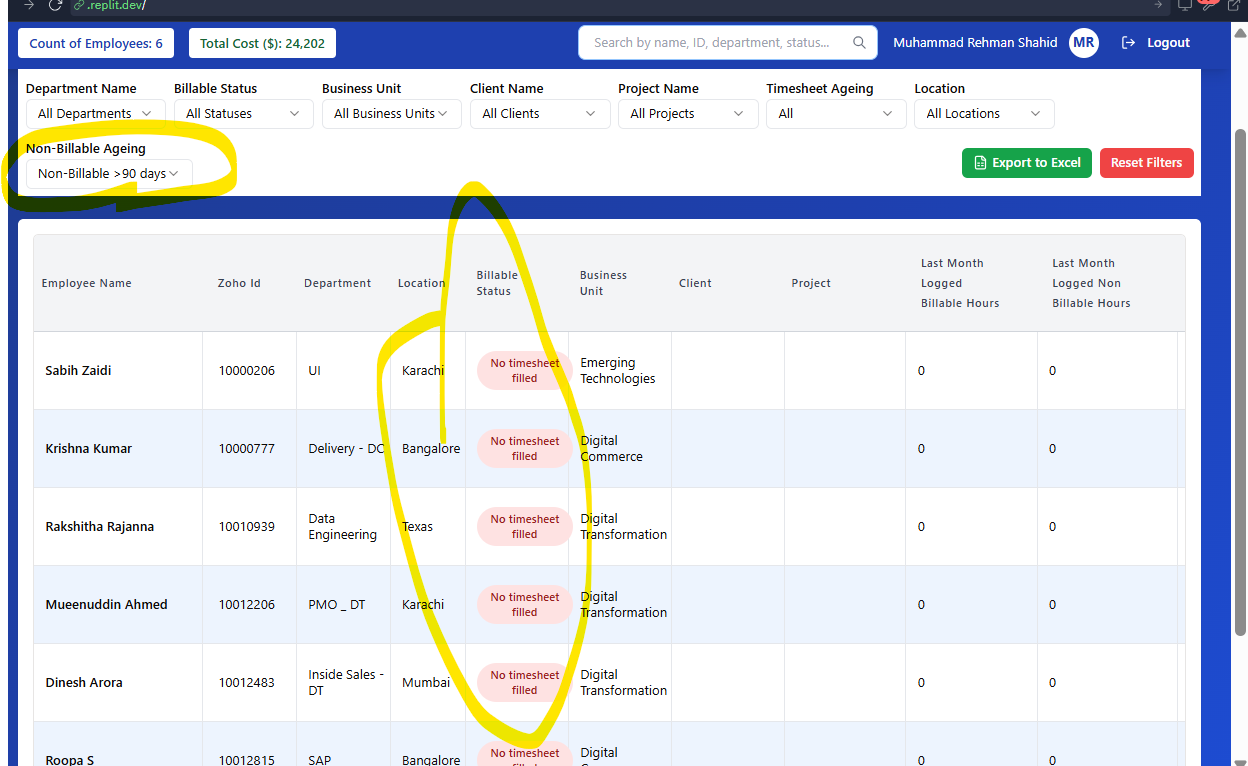 .replit.dev/
Count of Employees: 6
Total Cost ($): 24,202
Search by name, ID, department, status...
Muhammad Rehman Shahid
MR
Logout
Department Name
Billable Status
Business Unit
Client Name
Project Name
Timesheet Ageing
Location
All Departments
All Statuses
All Business Units
All Clients
All Projects
All
All Locations
Non-Billable Ageing
Non-Billable >90 days
Export to Excel
Reset Filters
Employee Name
Zoho Id
Department
Location
Billable
Status
Business
Unit
Client
Project
Last Month
Logged
Billable Hours
Last Month
Logged Non
Billable Hours
Sabih Zaidi
10000206
UI
Karachi
No timesheet
filled
Emerging
Technologies
0
0
Krishna Kumar
10000777
Delivery - DC
Bangalore
No timesheet
filled
Digital
Commerce
0
0
Rakshitha Rajanna
10010939
Data
Engineering
Texas
No timesheet
filled
Digital
Transformation
0
0
Mueenuddin Ahmed
10012206
PMO _ DT
Karachi
No timesheet
filled
Digital
Transformation
0
0
Dinesh Arora
10012483
Inside Sales -
DT
Mumbai
No timesheet
filled
Digital
Transformation
0
0
Roopa S
10012815
SAP
Bangalore
No timesheet
Digital
0
0